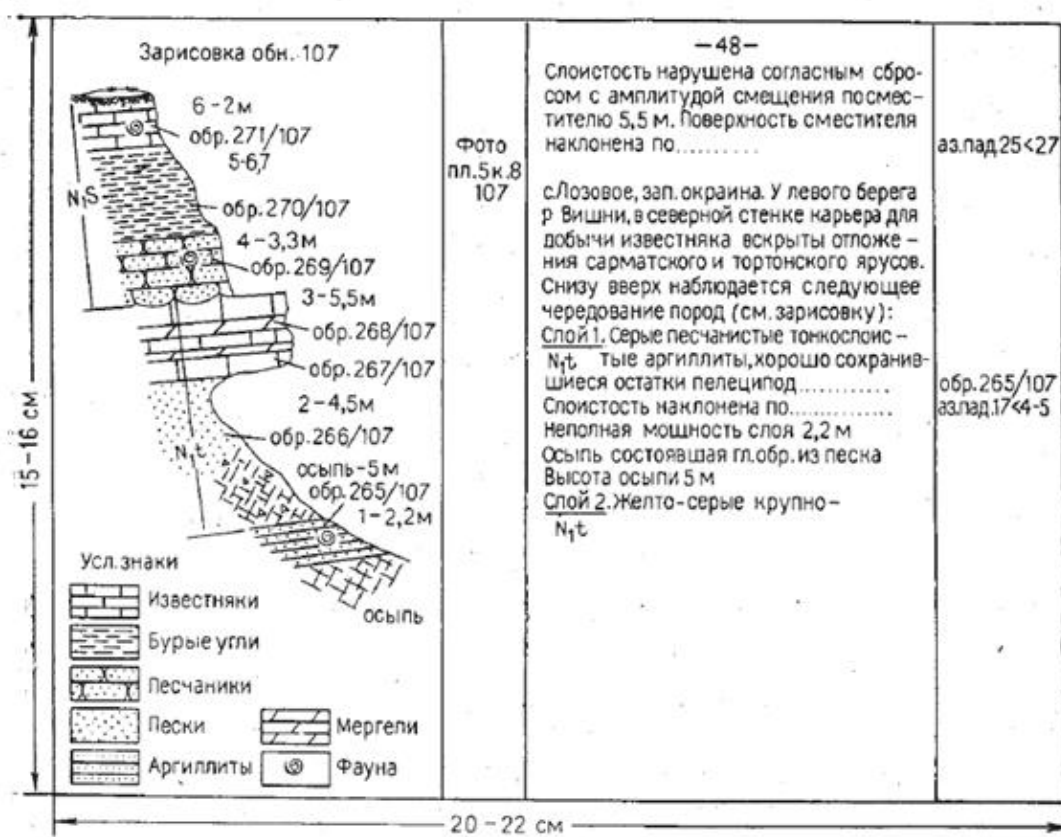 Зарисовка обн. 107
6-2м
обр.271/107
5-6,7
N₁S
обр.270/107
4-3,3м
обр.269/107
3-5,5м
обр.268/107
обр.267/107
2-4,5м
обр.266/107
N₁t
осыпь-5м
обр.265/107
1-2,2м
осыпь
Усл.знаки
Известняки
Бурые угли
Песчаники
Пески
Мергели
Аргиллиты
Фауна
15-16 см
Фото
пл.5к.8
107
-48-
Слоистость нарушена согласным сбро-
сом с амплитудой смещения посмес-
тителю 5,5 м. Поверхность сместителя
наклонена по..........
аз.пад.25<27
с.Лозовое, зап. окраина. У левого берега
р Вишни, в северной стенке карьера для
добычи известняка вскрыты отложе-
ния сарматского и тортонского ярусов.
Снизу вверх наблюдается следующее
чередование пород (см. зарисовку):
Слой 1. Серые песчанистые тонкослоис-
N₁t тые аргиллиты, хорошо сохранив-
шиеся остатки пелеципод............
обр.265/107
Слоистость наклонена по.............
аз.пад.17<4-5
Неполная мощность слоя 2,2 м
Осыпь состоявшая гл.обр. из песка
Высота осыпи 5 м
Слой 2. Желто-серые крупно-
N₁t
20-22 см